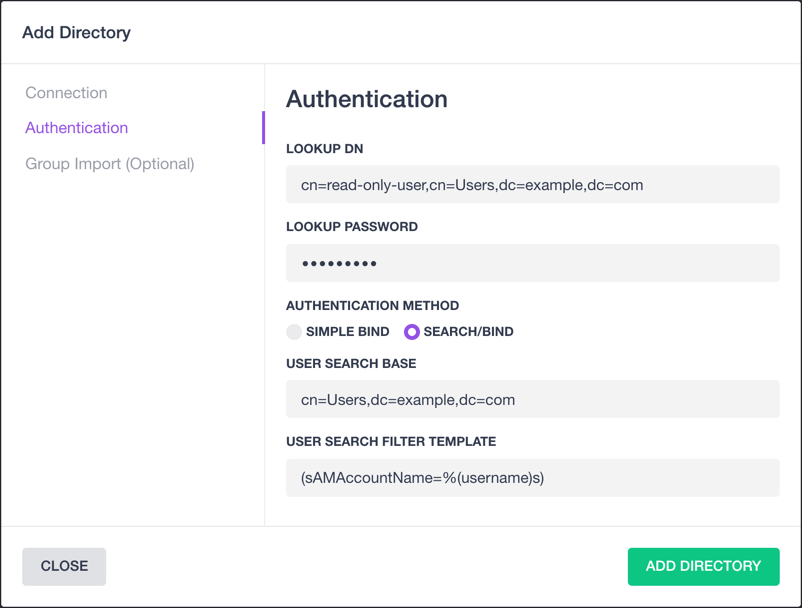 Add Directory
Connection
Authentication
Group Import (Optional)
Authentication
LOOKUP DN
cn=read-only-user,cn=Users,dc=example,dc=com
LOOKUP PASSWORD
•••••••••
AUTHENTICATION METHOD
SIMPLE BIND SEARCH/BIND
USER SEARCH BASE
cn=Users,dc=example,dc=com
USER SEARCH FILTER TEMPLATE
(sAMAccountName=%(username)s)
CLOSE ADD DIRECTORY